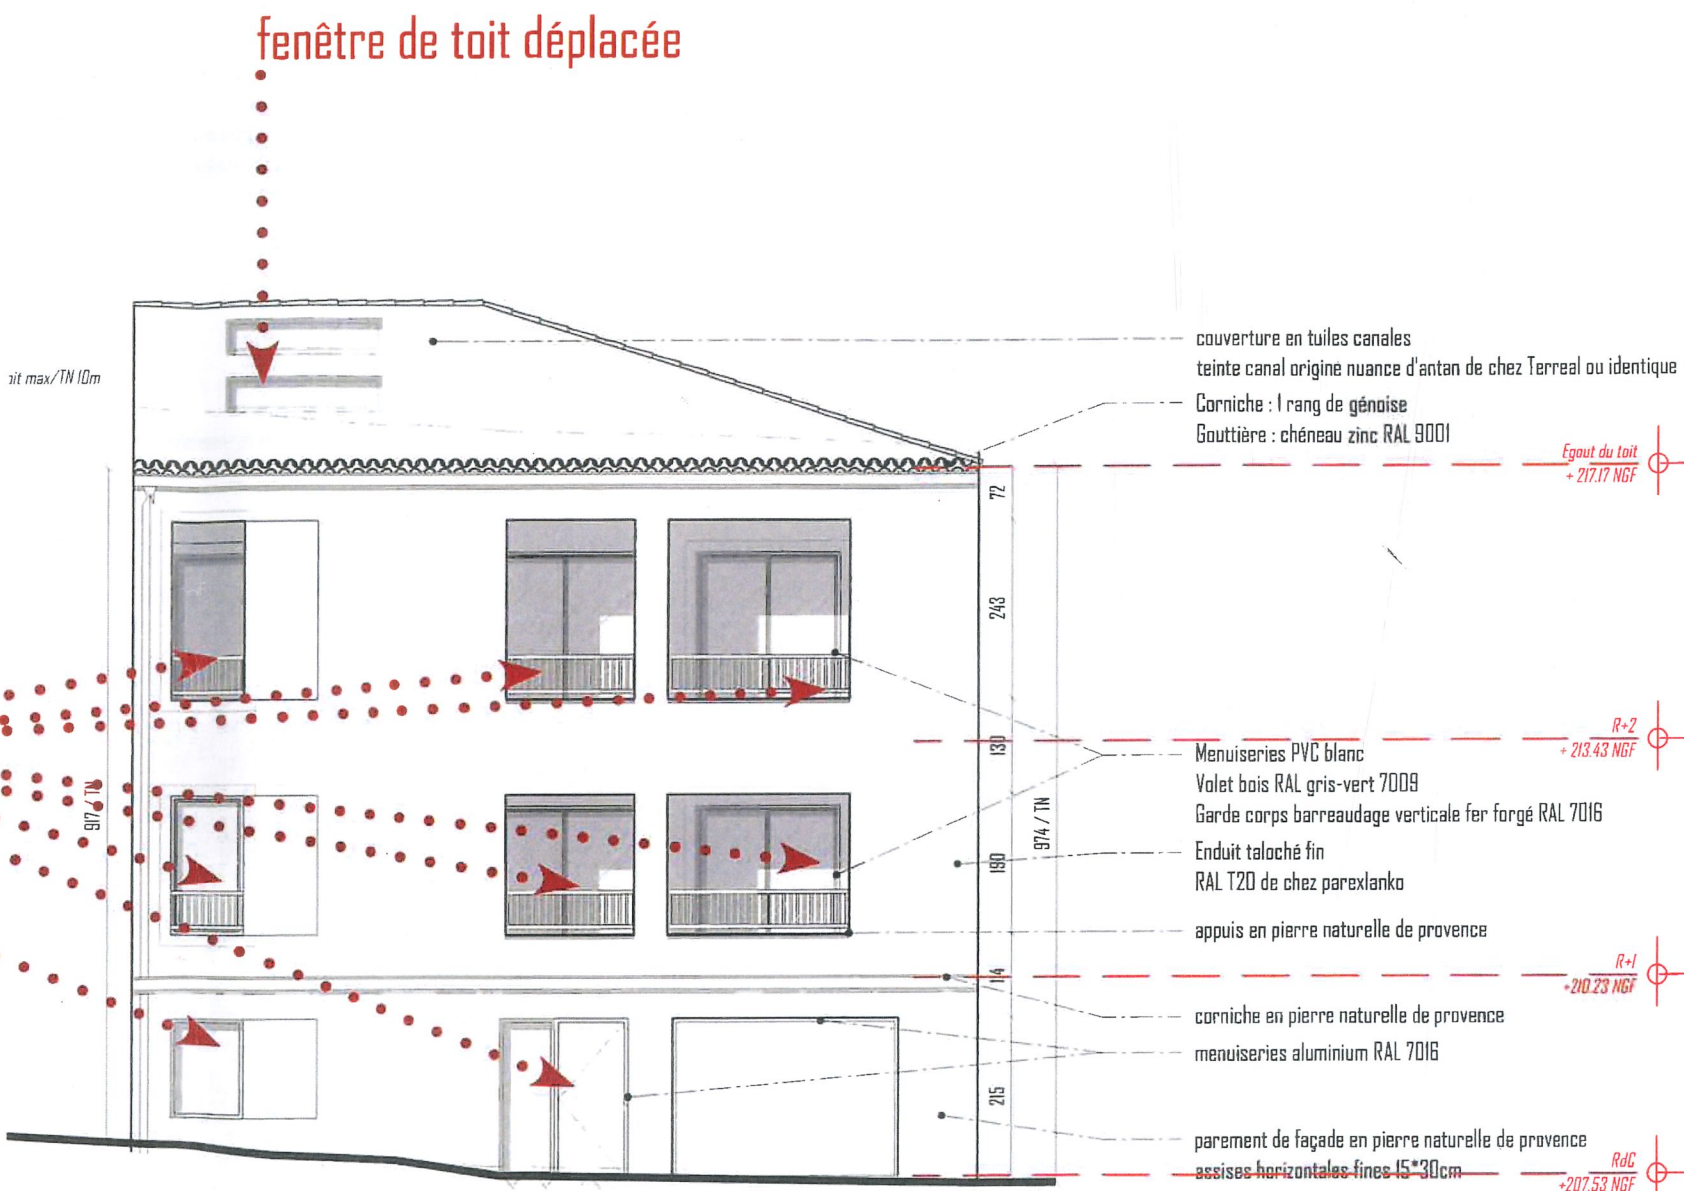 fenêtre de toit déplacée
couverture en tuiles canales
teinte canal origine nuance d'antan de chez Terreal ou identique
max/TN 10m
Corniche : 1 rang de génoise
Gouttière : chéneau zinc RAL 9001
Egout du toit
+ 217.17 NGF
72
243
R+2
+ 213.43 NGF
130
Menuiseries PVC blanc
Volet bois RAL gris-vert 7009
Garde corps barreaudage verticale fer forgé RAL 7016
917 / TN
974 / TN
190
Enduit taloché fin
RAL T20 de chez parexlanko
appuis en pierre naturelle de provence
R+1
+210.23 NGF
corniche en pierre naturelle de provence
menuiseries aluminium RAL 7016
215
parement de façade en pierre naturelle de provence
assises horizontales fines 15*30cm
RdC
+207.53 NGF